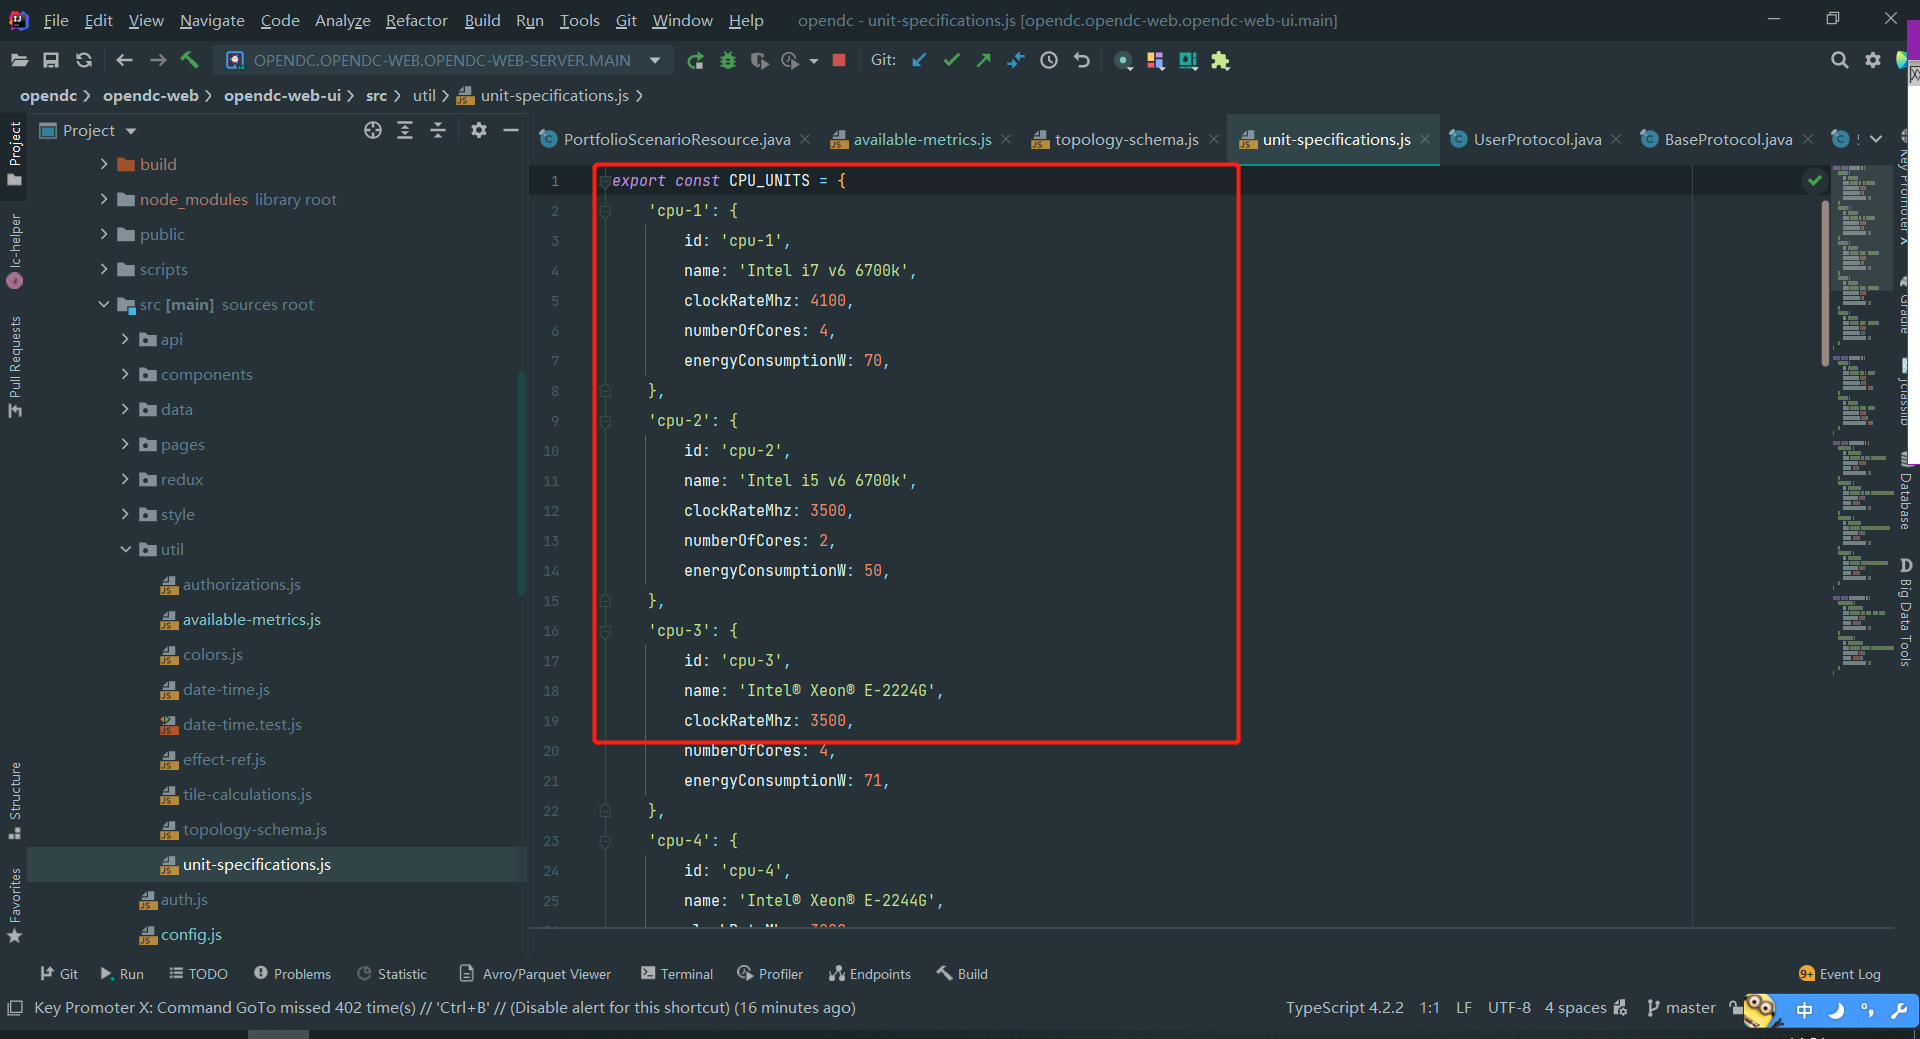 File Edit View Navigate Code Analyze Refactor Build Run Tools Git Window Help opendc - unit-specifications.js [opendc.opendc-web.opendc-web-ui.main]
OPENDC.OPENDC-WEB.OPENDC-WEB-SERVER.MAIN Git:
opendc opendc-web opendc-web-ui src util unit-specifications.js
Project
PortfolioScenarioResource.java available-metrics.js topology-schema.js unit-specifications.js UserProtocol.java BaseProtocol.java
Project
lc-helper
Pull Requests
Structure
Favorites
build
node_modules library root
public
scripts
src [main] sources root
api
components
data
pages
redux
style
util
authorizations.js
available-metrics.js
colors.js
date-time.js
date-time.test.js
effect-ref.js
tile-calculations.js
topology-schema.js
unit-specifications.js
auth.js
config.js
1 export const CPU_UNITS = {
2 'cpu-1': {
3 id: 'cpu-1',
4 name: 'Intel i7 v6 6700k',
5 clockRateMhz: 4100,
6 numberOfCores: 4,
7 energyConsumptionW: 70,
8 },
9 'cpu-2': {
10 id: 'cpu-2',
11 name: 'Intel i5 v6 6700k',
12 clockRateMhz: 3500,
13 numberOfCores: 2,
14 energyConsumptionW: 50,
15 },
16 'cpu-3': {
17 id: 'cpu-3',
18 name: 'Intel® Xeon® E-2224G',
19 clockRateMhz: 3500,
20 numberOfCores: 4,
21 energyConsumptionW: 71,
22 },
23 'cpu-4': {
24 id: 'cpu-4',
25 name: 'Intel® Xeon® E-2244G',
Key Promoter X
Gradle
jclasslib
Database
Big Data Tools
Git Run TODO Problems Statistic Avro/Parquet Viewer Terminal Profiler Endpoints Build 9+ Event Log
Key Promoter X: Command GoTo missed 402 time(s) // 'Ctrl+B' // (Disable alert for this shortcut) (16 minutes ago) TypeScript 4.2.2 1:1 LF UTF-8 4 spaces master 中